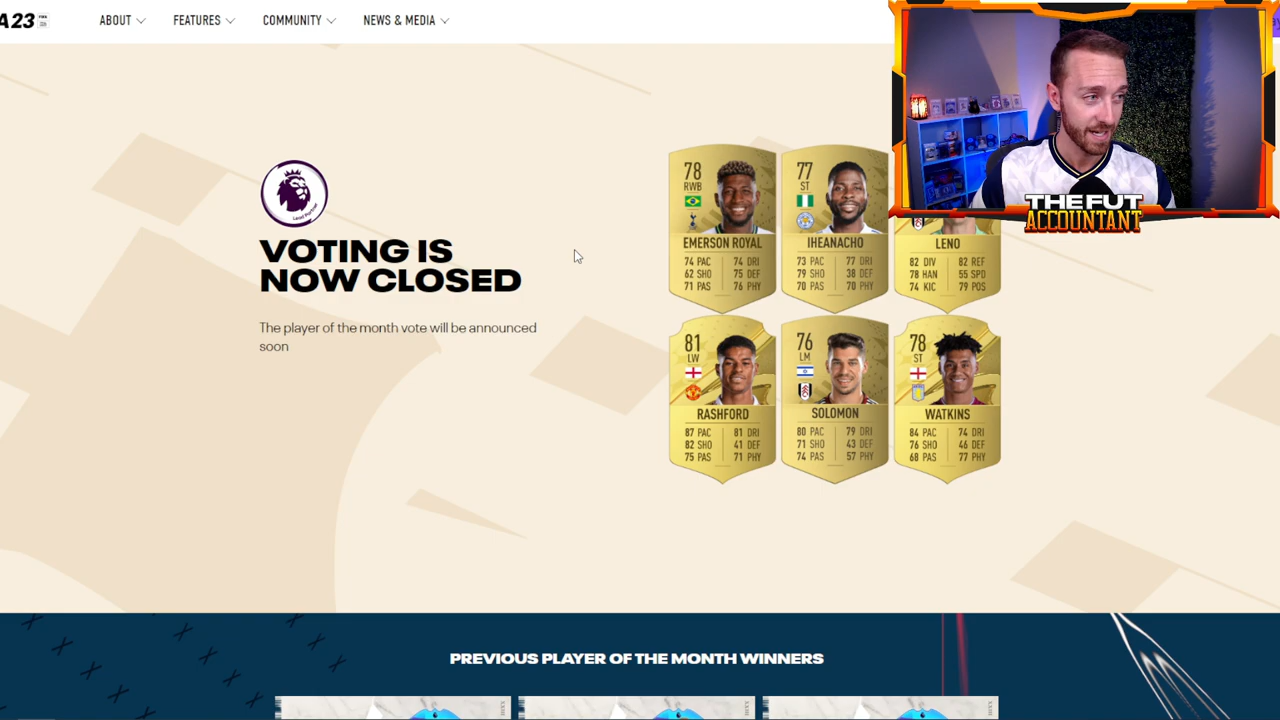 A 23
ABOUT
FEATURES
COMMUNITY
NEWS & MEDIA
VOTING IS
NOW CLOSED
The player of the month vote will be announced
soon
78
RWB
EMERSON ROYAL
74 PAC 74 DRI
62 SHO 75 DEF
71 PAS 76 PHY
77
ST
IHEANACHO
73 PAC 77 DRI
79 SHO 38 DEF
70 PAS 70 PHY
LENO
82 DIV 82 REF
78 HAN 55 SPD
74 KIC 79 POS
81
LW
RASHFORD
87 PAC 81 DRI
82 SHO 41 DEF
75 PAS 71 PHY
76
LM
SOLOMON
80 PAC 79 DRI
71 SHO 43 DEF
74 PAS 57 PHY
78
ST
WATKINS
84 PAC 74 DRI
76 SHO 46 DEF
68 PAS 77 PHY
THE FUT
ACCOUNTANT
PREVIOUS PLAYER OF THE MONTH WINNERS